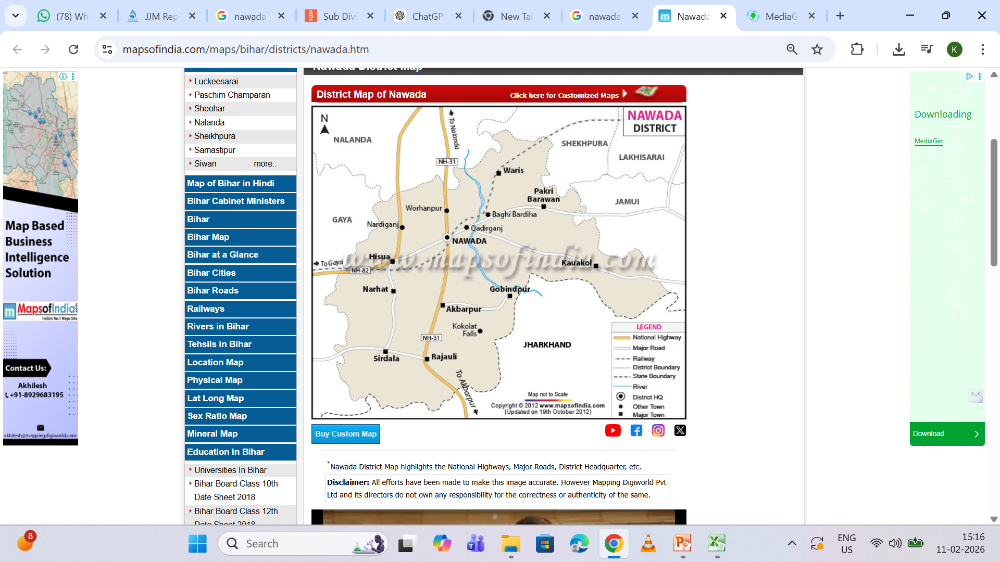 (78) Wh
JJM Rep
nawada
Sub Divi
ChatGPT
New Tab
nawada
Nawada
MediaG
mapsofindia.com/maps/bihar/districts/nawada.htm
K
Map Based
Business
Intelligence
Solution
MapsofIndia.com
India's No.1 Maps Site
Contact Us:
Akhilesh
+91-8929683195
akhilesh@mappingdigiworld.com
Luckeesarai
Paschim Champaran
Sheohar
Nalanda
Sheikhpura
Samastipur
Siwan more..
Map of Bihar in Hindi
Bihar Cabinet Ministers
Bihar
Bihar Map
Bihar at a Glance
Bihar Cities
Bihar Roads
Railways
Rivers in Bihar
Tehsils in Bihar
Location Map
Physical Map
Lat Long Map
Sex Ratio Map
Mineral Map
Education in Bihar
Universities In Bihar
Bihar Board Class 10th
Date Sheet 2018
Bihar Board Class 12th
Date Sheet 2018
Nawada District Map
District Map of Nawada
Click here for Customized Maps
NAWADA
DISTRICT
N
NALANDA
To Nalanda
SHEKHPURA
LAKHISARAI
NH-31
Waris
Pakri
Barawan
JAMUI
Worhanpur
Baghi Bardiha
GAYA
Nardiganj
Qadirganj
NAWADA
www.mapsofindia.com
Hisua
To Gaya
NH-82
Kauakol
Narhat
Gobindpur
Akbarpur
Kokolat
Falls
NH-31
JHARKHAND
Sirdala
Rajauli
To Akbarpur
LEGEND
National Highway
Major Road
Railway
District Boundary
State Boundary
River
District HQ
Other Town
Major Town
Map not to Scale
Copyright © 2012 www.mapsofindia.com
(Updated on 19th October 2012)
Buy Custom Map
*Nawada District Map highlights the National Highways, Major Roads, District Headquarter, etc.
Disclaimer: All efforts have been made to make this image accurate. However Mapping Digiworld Pvt
Ltd and its directors do not own any responsibility for the correctness or authenticity of the same.
Downloading
MediaGet
Download
8
Search
ENG
US
15:16
11-02-2026